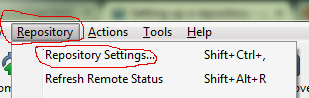 Repository Actions Tools Help
Repository Settings... Shift+Ctrl+,
Refresh Remote Status Shift+Alt+R